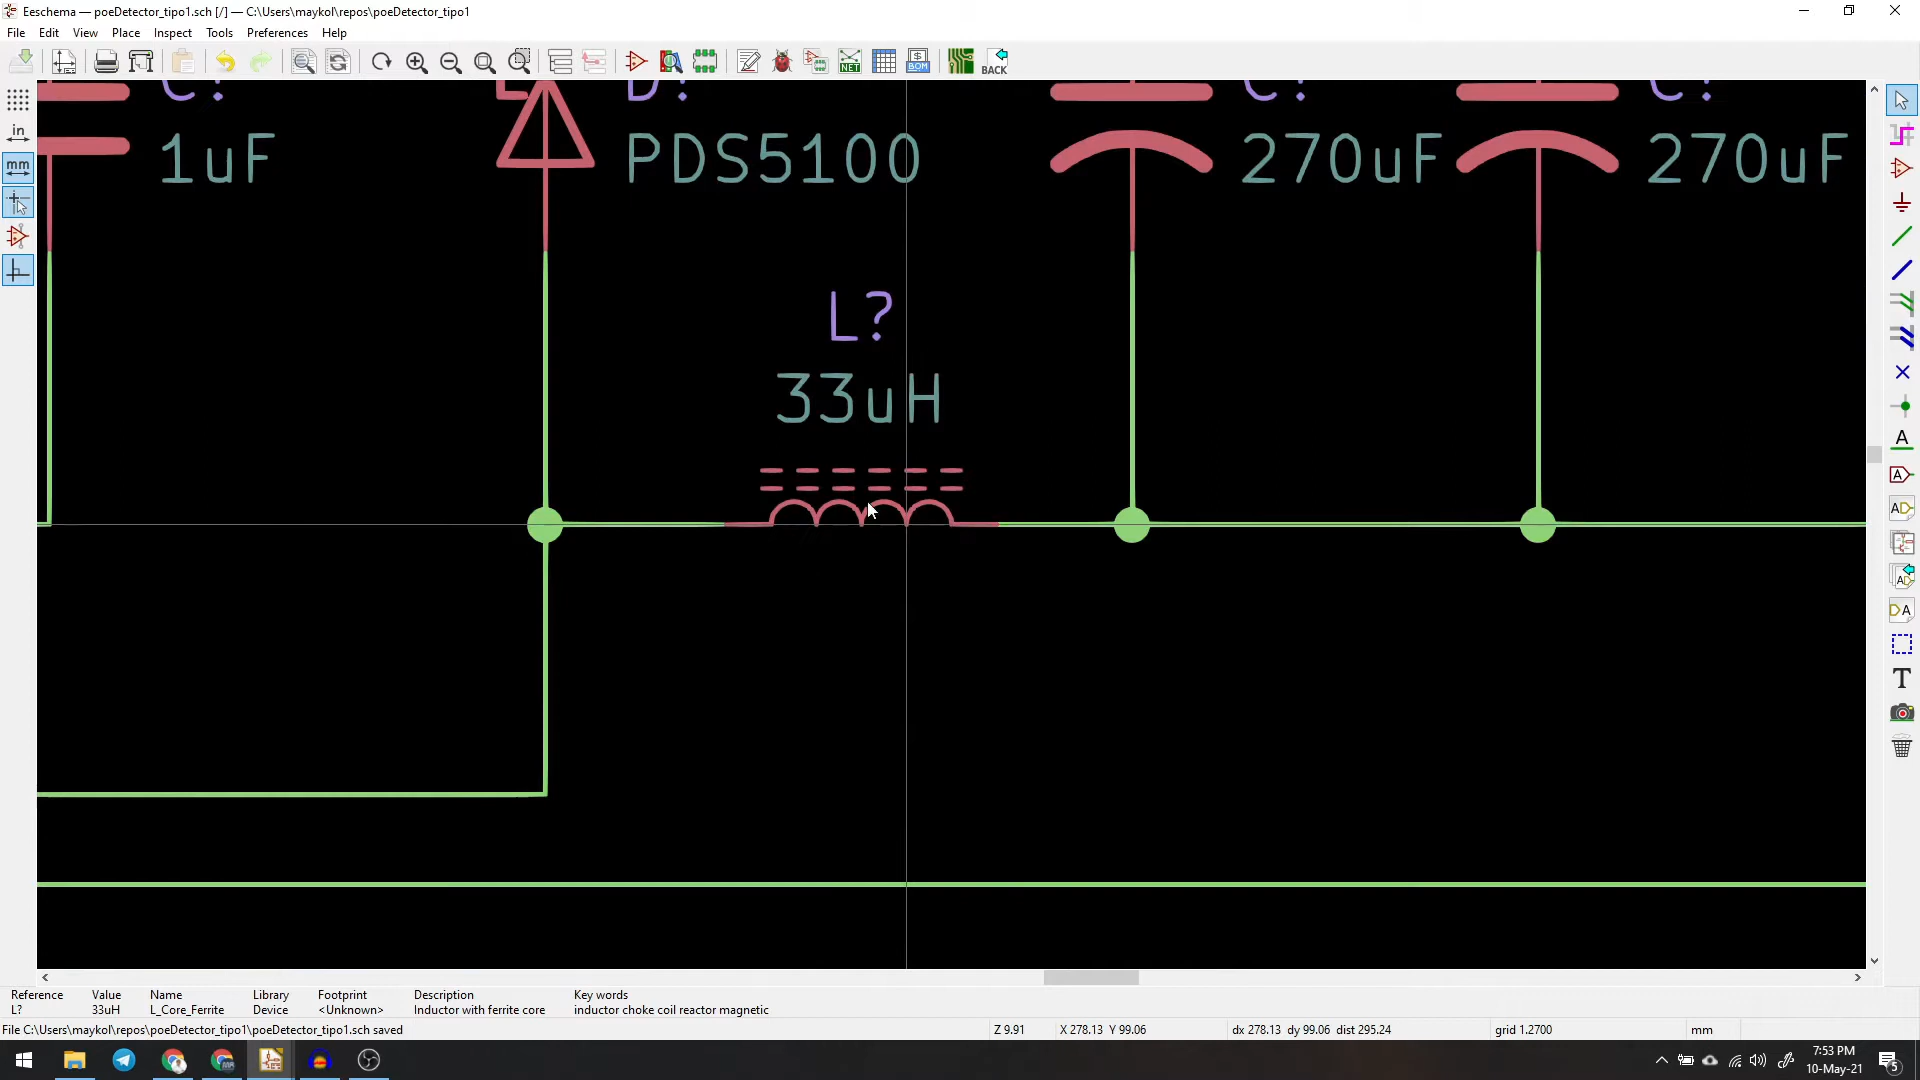 Eeschema — poeDetector_tipo1.sch [/] — C:\Users\maykol\repos\poeDetector_tipo1
File Edit View Place Inspect Tools Preferences Help
NET
BOM
BACK
in
mm
C? D? C? C?
1uF PDS5100 270uF 270uF
L?
33uH
A
A
T
Reference Value Name Library Footprint Description Key words
L? 33uH L_Core_Ferrite Device <Unknown> Inductor with ferrite core inductor choke coil reactor magnetic
File C:\Users\maykol\repos\poeDetector_tipo1\poeDetector_tipo1.sch saved Z 9.91 X 278.13 Y 99.06 dx 278.13 dy 99.06 dist 295.24 grid 1.2700 mm
7:53 PM
10-May-21
5